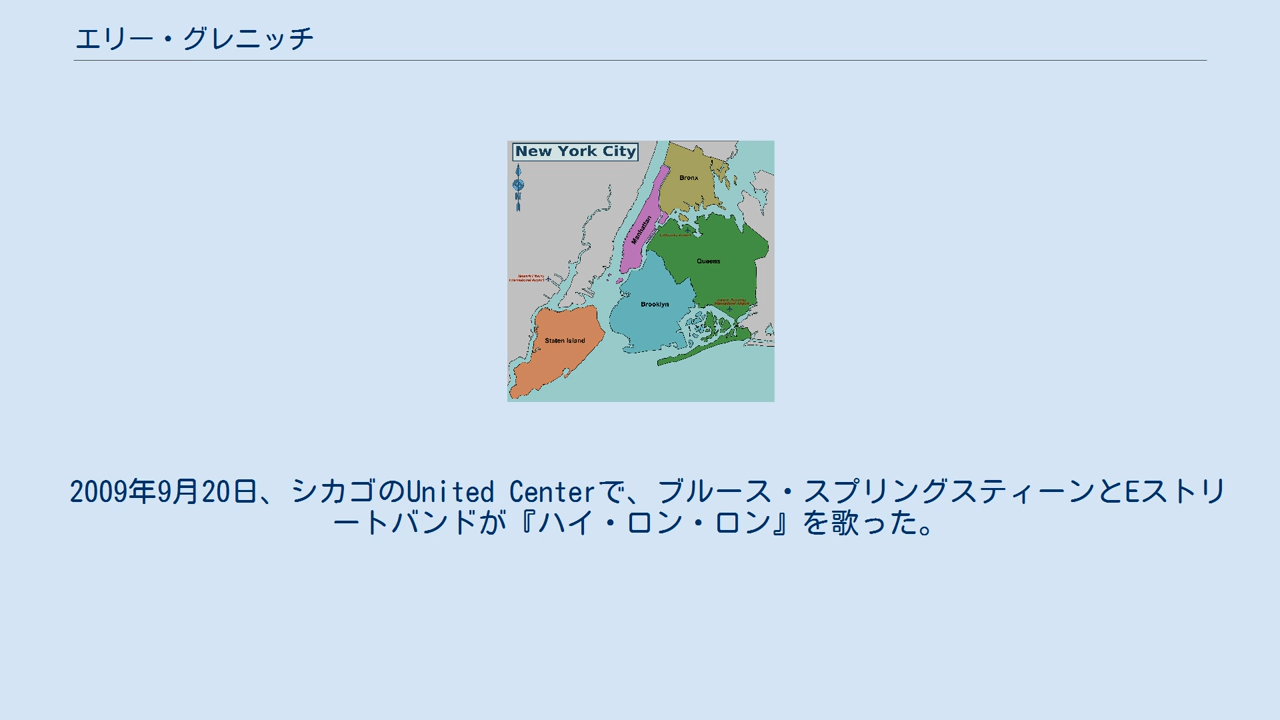 エリー・グレニッチ
New York City
Bronx
Manhattan
Queens
Brooklyn
Staten Island
2009年9月20日、シカゴのUnited Centerで、ブルース・スプリングスティーンとEストリ
ートバンドが『ハイ・ロン・ロン』を歌った。